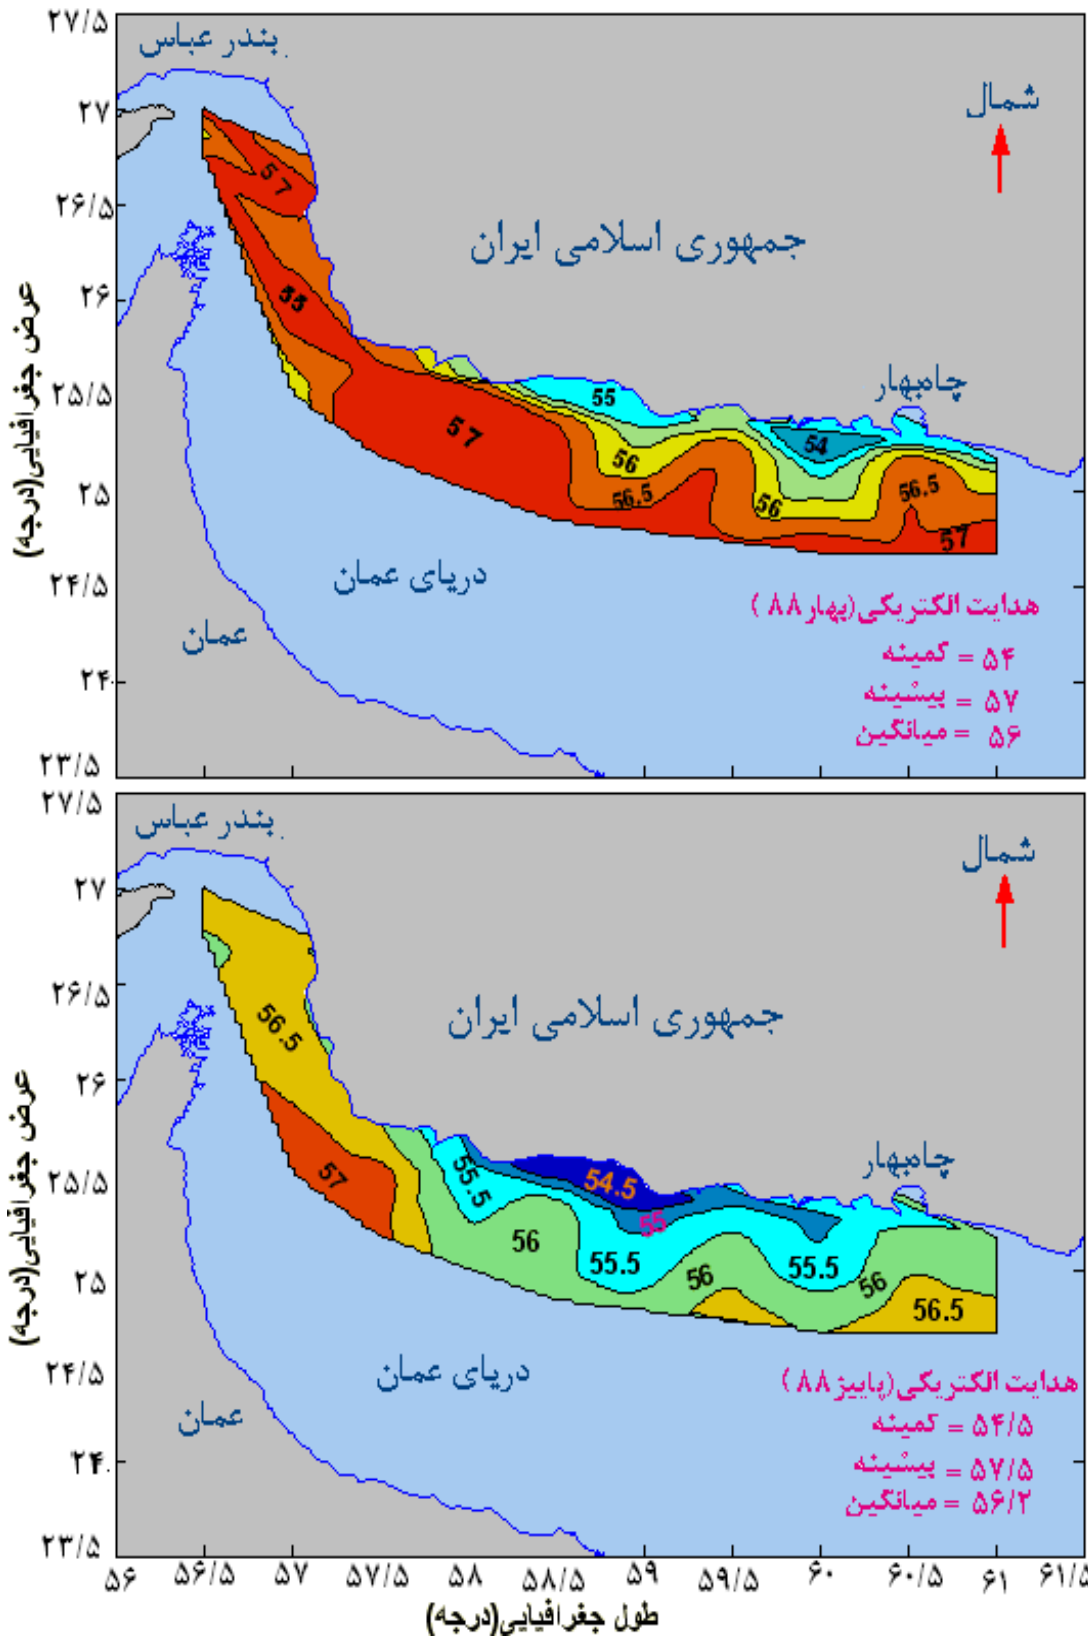 ۲۷/۵
بندر عباس
شمال
۲۷
57
۲۶/۵
جمهوری اسلامی ایران
۲۶
55
عرض جغرافیایی(درجه)
۲۵/۵
55
چابهار
57
54
56
56.5
56
56.5
۲۵
57
دریای عمان
۲۴/۵
هدایت الکتریکی(بهار ۸۸)
عمان
کمینه = ۵۴
۲۴
پیشینه = ۵۷
میانگین = ۵۶
۲۳/۵
۲۷/۵
بندر عباس
شمال
۲۷
۲۶/۵
56.5
جمهوری اسلامی ایران
۲۶
عرض جغرافیایی(درجه)
چابهار
۲۵/۵
57
55.5
54.5
55
56
55.5
56
55.5
56
56.5
۲۵
دریای عمان
۲۴/۵
هدایت الکتریکی(پاییز ۸۸)
عمان
کمینه = ۵۴/۵
۲۴
پیشینه = ۵۷/۵
میانگین = ۵۶/۲
۲۳/۵
۵۶ ۵۶/۵ ۵۷ ۵۷/۵ ۵۸ ۵۸/۵ ۵۹ ۵۹/۵ ۶۰ ۶۰/۵ ۶۱ ۶۱/۵
طول جغرافیایی(درجه)